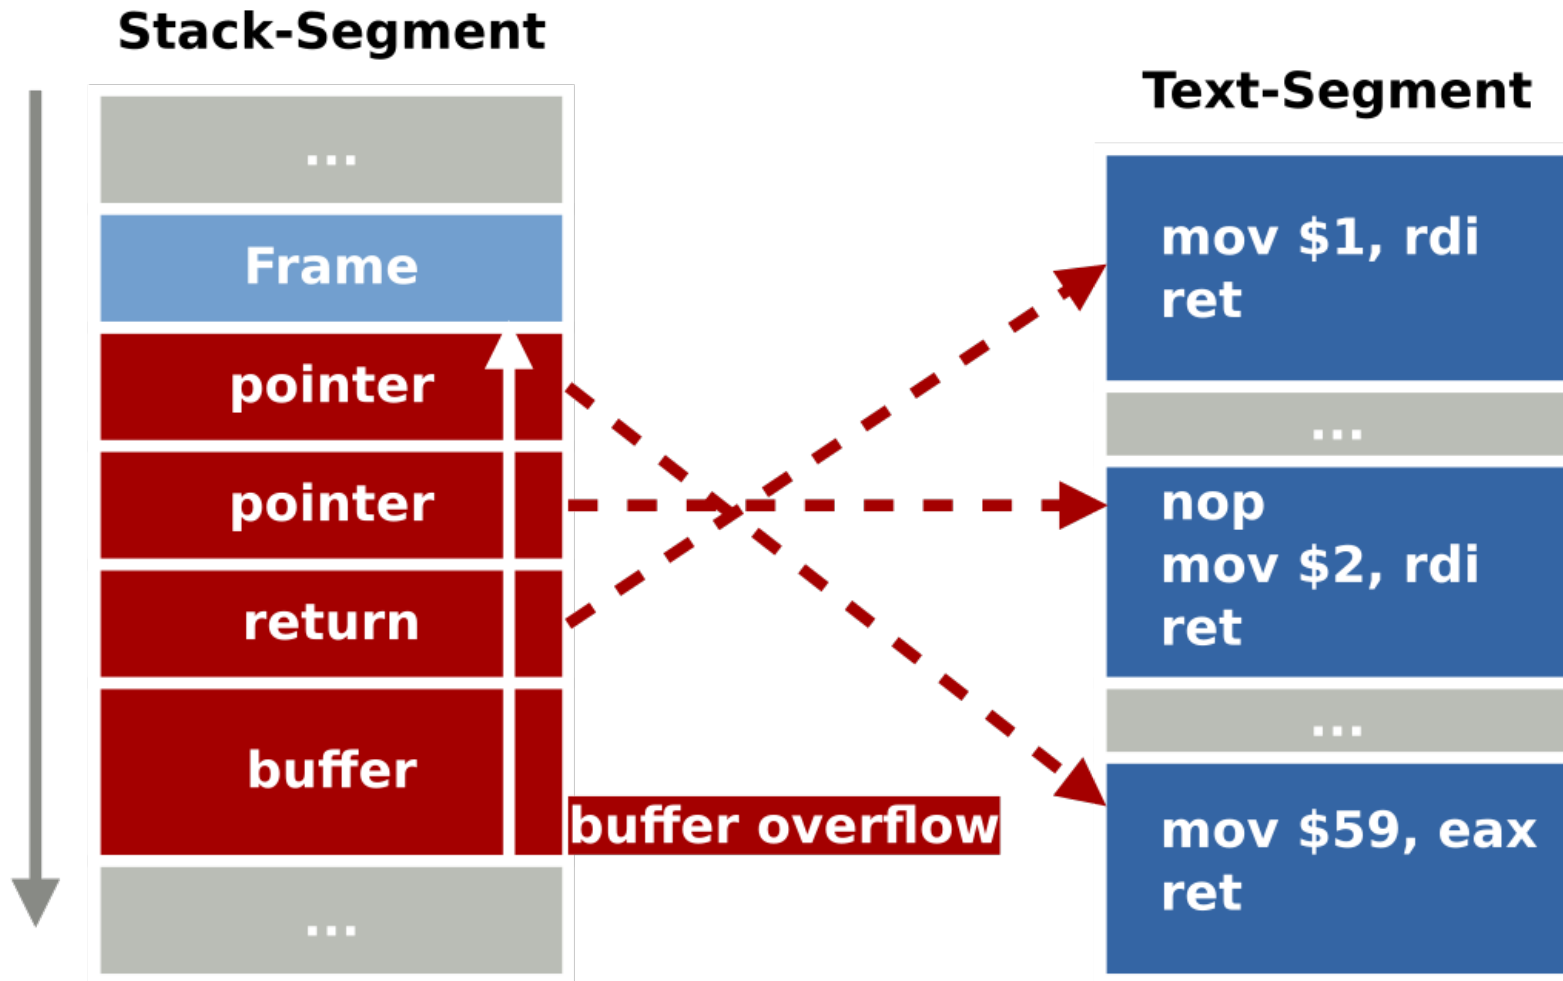 Stack-Segment
...
Frame
pointer
pointer
return
buffer
buffer overflow
...
Text-Segment
mov $1, rdi
ret
...
nop
mov $2, rdi
ret
...
mov $59, eax
ret